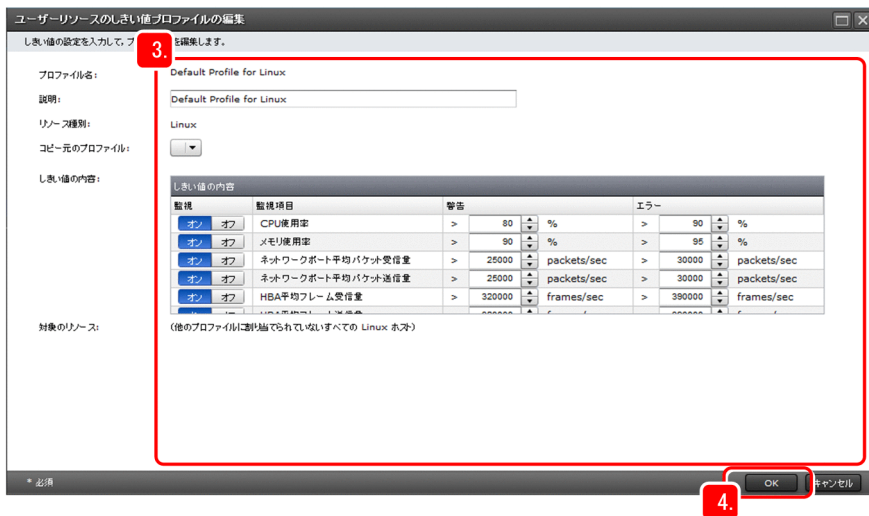 ユーザーリソースのしきい値プロファイルの編集
しきい値の設定を入力して,プ を編集します。
3.
プロファイル名: Default Profile for Linux
説明: Default Profile for Linux
リソース種別: Linux
コピー元のプロファイル:
しきい値の内容:
しきい値の内容
監視 監視項目 警告 エラー
オン オフ CPU使用率 > 80 % > 90 %
オン オフ メモリ使用率 > 90 % > 95 %
オン オフ ネットワークポート平均パケット受信量 > 25000 packets/sec > 30000 packets/sec
オン オフ ネットワークポート平均パケット送信量 > 25000 packets/sec > 30000 packets/sec
オン オフ HBA平均フレーム受信量 > 320000 frames/sec > 390000 frames/sec
対象のリソース: (他のプロファイルに割り当てられていないすべての Linux ホスト)
* 必須 OK キャンセル
4.